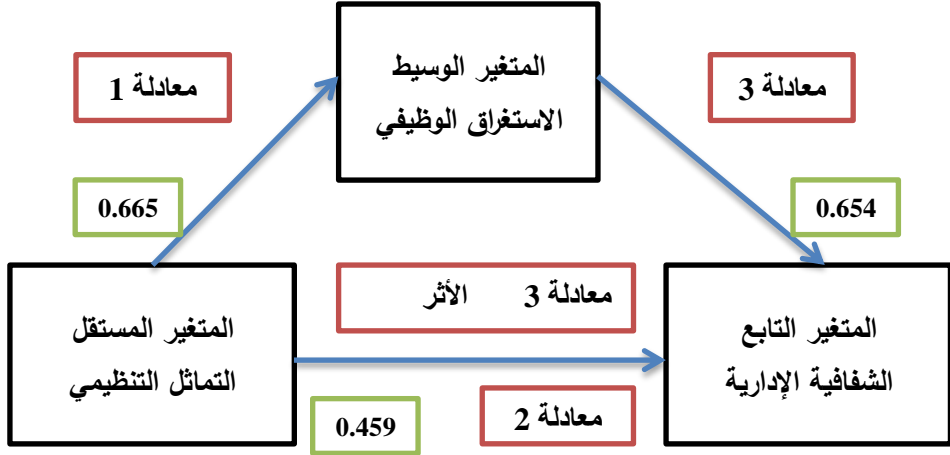 المتغير الوسيط
الاستغراق الوظيفي
معادلة 3
معادلة 1
0.654
0.665
معادلة 3 الأثر
المتغير المستقل
التماثل التنظيمي
المتغير التابع
الشفافية الإدارية
معادلة 2
0.459